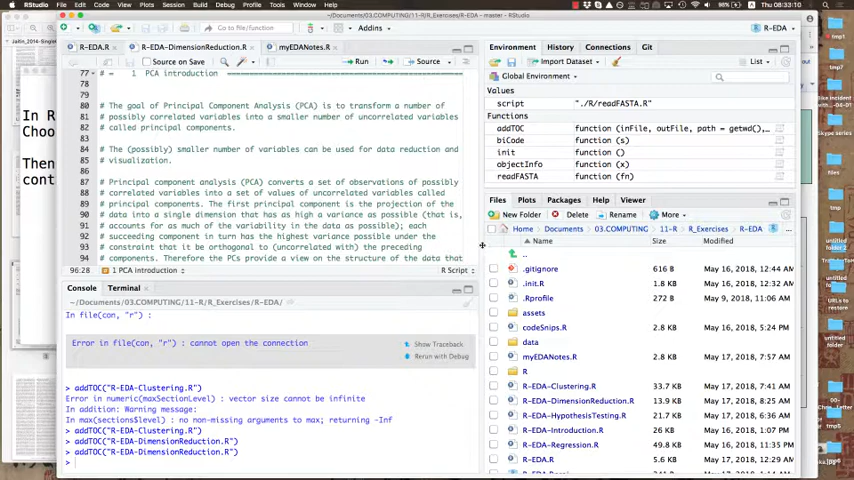 RStudio File Edit Code View Plots Session Build Debug Profile Tools Window Help
98% Thu 08:33:10
~/Documents/03.COMPUTING/11-R/R_Exercises/R-EDA - master - RStudio
Go to file/function
Addins
R-EDA
R-EDA.R
R-EDA-DimensionReduction.R
myEDANotes.R
Source on Save
Run
Source
77 # = 1 PCA introduction
78
79
80 # The goal of Principal Component Analysis (PCA) is to transform a number of
81 # possibly correlated variables into a smaller number of uncorrelated variables
82 # called principal components.
83
84 # The (possibly) smaller number of variables can be used for data reduction and
85 # visualization.
86
87 # Principal component analysis (PCA) converts a set of observations of possibly
88 # correlated variables into a set of values of uncorrelated variables called
89 # principal components. The first principal component is the projection of the
90 # data into a single dimension that has as high a variance as possible (that is,
91 # accounts for as much of the variability in the data as possible); each
92 # succeeding component in turn has the highest variance possible under the
93 # constraint that it be orthogonal to (uncorrelated with) the preceding
94 # components. Therefore the PCs provide a view on the structure of the data that
96:28 1 PCA introduction R Script
Console Terminal
~/Documents/03.COMPUTING/11-R/R_Exercises/R-EDA/
In file(con, "r") :
Error in file(con, "r") : cannot open the connection
Show Traceback
Rerun with Debug
> addTOC("R-EDA-Clustering.R")
Error in numeric(maxSectionLevel) : vector size cannot be infinite
In addition: Warning message:
In max(sections$level) : no non-missing arguments to max; returning -Inf
> addTOC("R-EDA-Clustering.R")
> addTOC("R-EDA-DimensionReduction.R")
> addTOC("R-EDA-DimensionReduction.R")
>
Environment History Connections Git
Import Dataset
List
Global Environment
Values
script "./R/readFASTA.R"
Functions
addTOC function (inFile, outFile, path = getwd(),…
biCode function (s)
init function ()
objectInfo function (x)
readFASTA function (fn)
Files Plots Packages Help Viewer
New Folder Delete Rename More
Home Documents 03.COMPUTING 11-R R_Exercises R-EDA
Name Size Modified
..
.gitignore 616 B May 16, 2018, 12:44 AM
.init.R 1.8 KB May 16, 2018, 12:32 AM
.Rprofile 272 B May 9, 2018, 11:06 AM
assets
codeSnips.R 2.8 KB May 16, 2018, 5:24 PM
data
myEDANotes.R 2.8 KB May 17, 2018, 7:57 AM
R
R-EDA-Clustering.R 33.7 KB May 17, 2018, 7:41 AM
R-EDA-DimensionReduction.R 13.9 KB May 17, 2018, 8:25 AM
R-EDA-HypothesisTesting.R 21.7 KB May 17, 2018, 6:36 AM
R-EDA-Introduction.R 30.2 KB May 16, 2018, 1:07 PM
R-EDA-Regression.R 49.8 KB May 16, 2018, 11:35 PM
R-EDA.R 5.6 KB May 17, 2018, 12:29 AM
In R
Choo
Then
cont
tmp1
tmp7
Skype series
files
tmp5